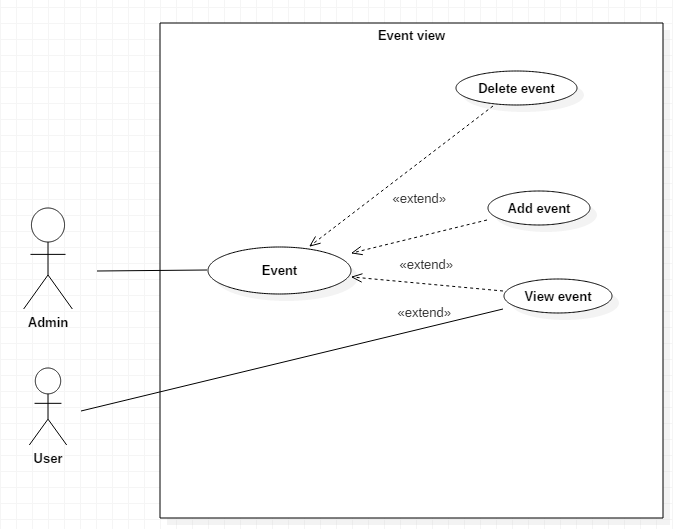 Event view
Delete event
«extend»
Add event
Event
«extend»
View event
«extend»
Admin
User